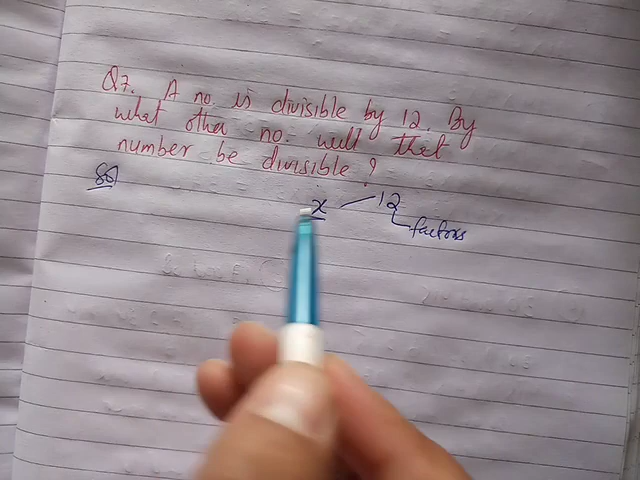 Q7. A no. is divisible by 12. By
what other no. will that
number be divisible ?
Sol
x 12
factors